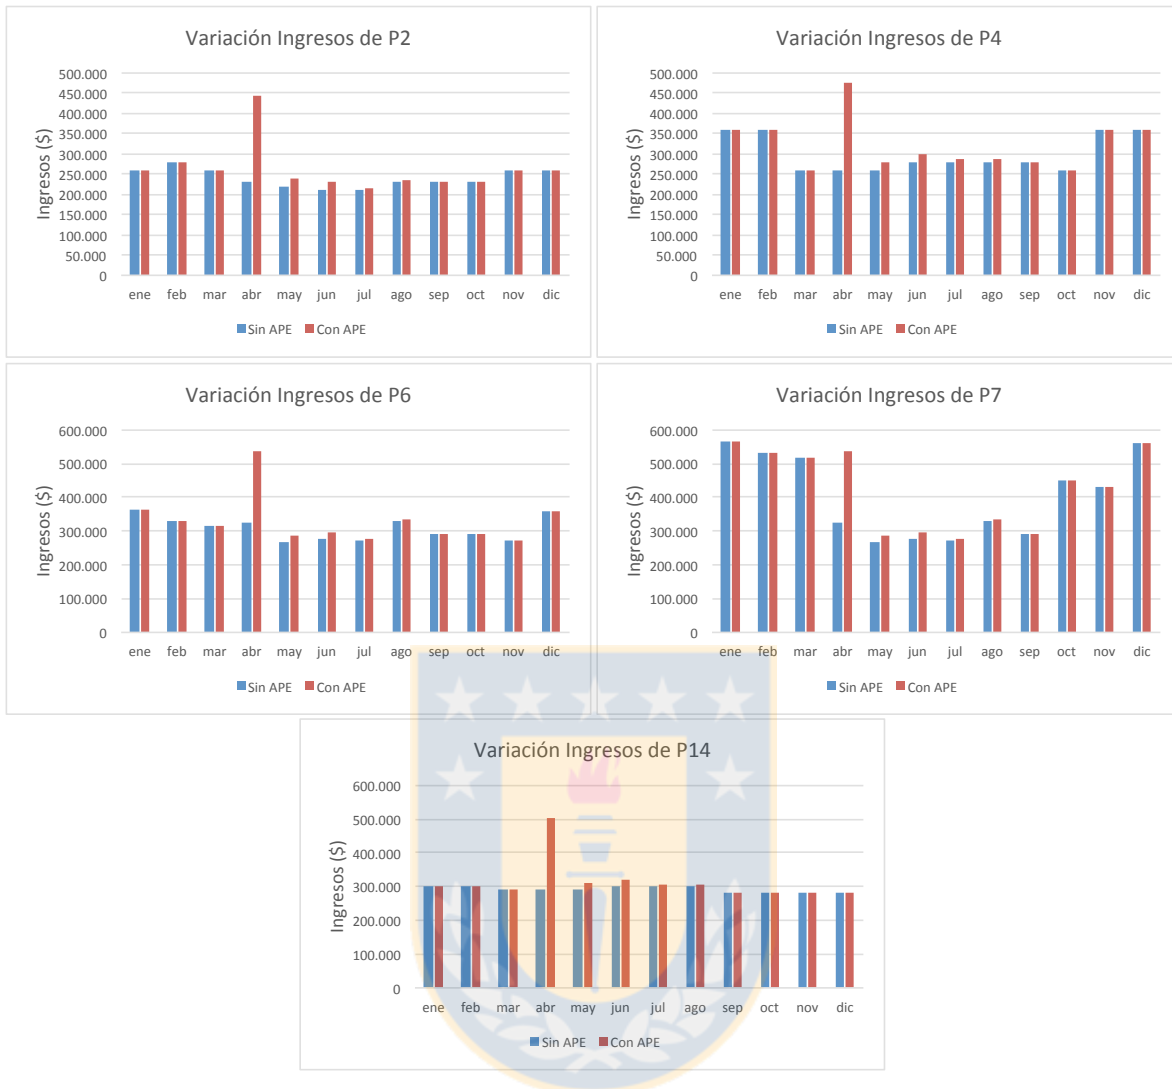 Variación Ingresos de P2
Ingresos ($)
500.000
450.000
400.000
350.000
300.000
250.000
200.000
150.000
100.000
50.000
0
ene feb mar abr may jun jul ago sep oct nov dic
Sin APE Con APE
Variación Ingresos de P4
Ingresos ($)
500.000
450.000
400.000
350.000
300.000
250.000
200.000
150.000
100.000
50.000
0
ene feb mar abr may jun jul ago sep oct nov dic
Sin APE Con APE
Variación Ingresos de P6
Ingresos ($)
600.000
500.000
400.000
300.000
200.000
100.000
0
ene feb mar abr may jun jul ago sep oct nov dic
Sin APE Con APE
Variación Ingresos de P7
Ingresos ($)
600.000
500.000
400.000
300.000
200.000
100.000
0
ene feb mar abr may jun jul ago sep oct nov dic
Sin APE Con APE
Variación Ingresos de P14
Ingresos ($)
600.000
500.000
400.000
300.000
200.000
100.000
0
ene feb mar abr may jun jul ago sep oct nov dic
Sin APE Con APE